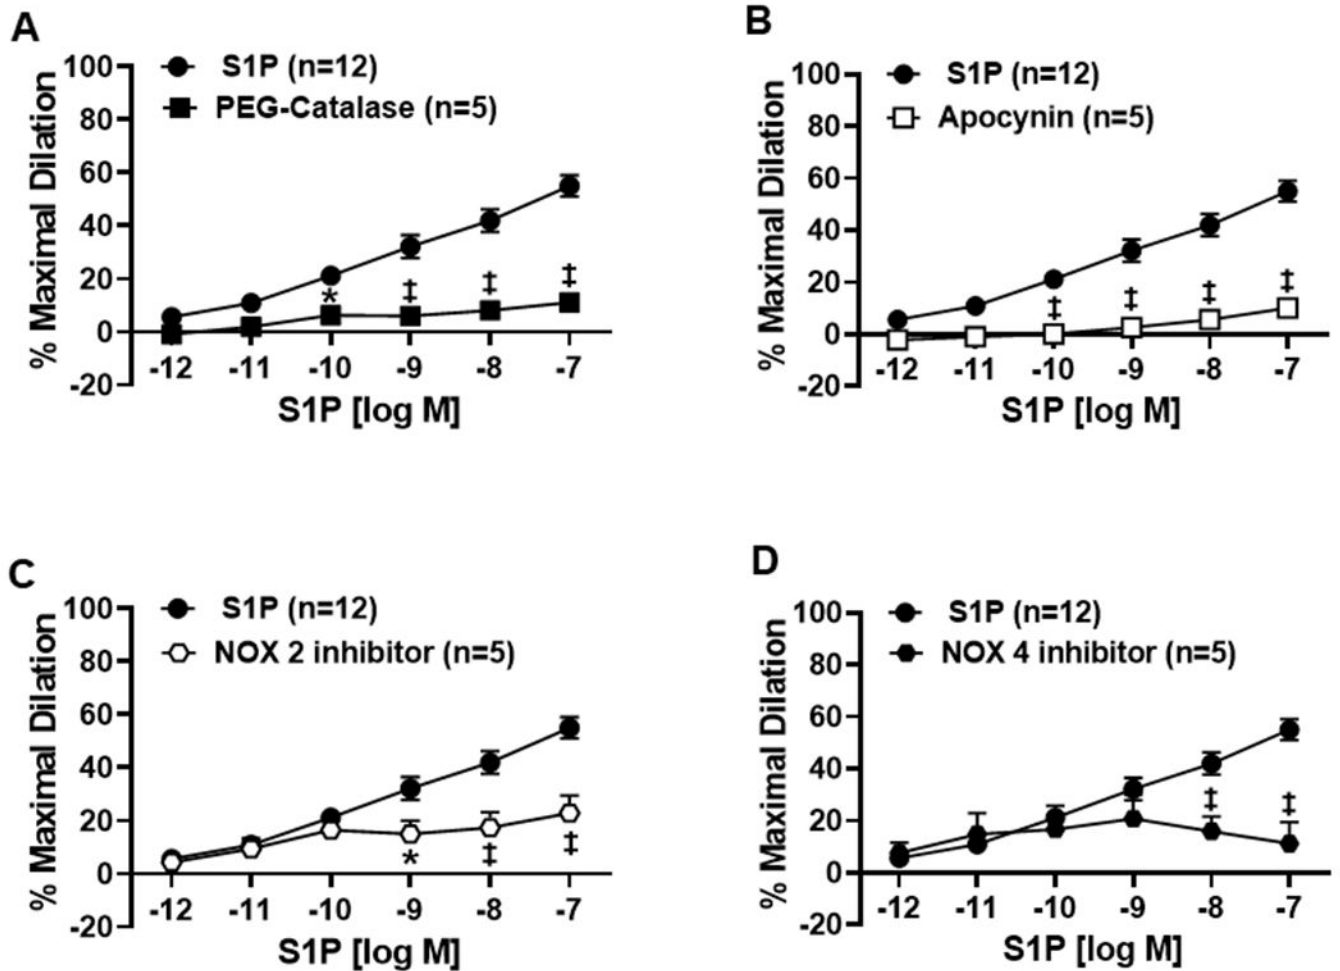 A
S1P (n=12)
PEG-Catalase (n=5)
% Maximal Dilation
100
80
60
40
20
0
-20
* ‡ ‡ ‡
-12 -11 -10 -9 -8 -7
S1P [log M]
B
S1P (n=12)
Apocynin (n=5)
% Maximal Dilation
100
80
60
40
20
0
-20
‡ ‡ ‡ ‡
-12 -11 -10 -9 -8 -7
S1P [log M]
C
S1P (n=12)
NOX 2 inhibitor (n=5)
% Maximal Dilation
100
80
60
40
20
0
-20
* ‡ ‡
-12 -11 -10 -9 -8 -7
S1P [log M]
D
S1P (n=12)
NOX 4 inhibitor (n=5)
% Maximal Dilation
100
80
60
40
20
0
-20
‡ ‡
-12 -11 -10 -9 -8 -7
S1P [log M]